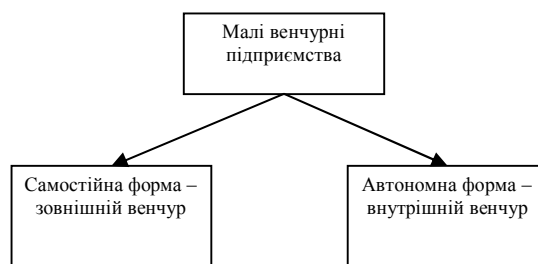 Малі венчурні
підприємства
Самостійна форма –
зовнішній венчур
Автономна форма –
внутрішній венчур